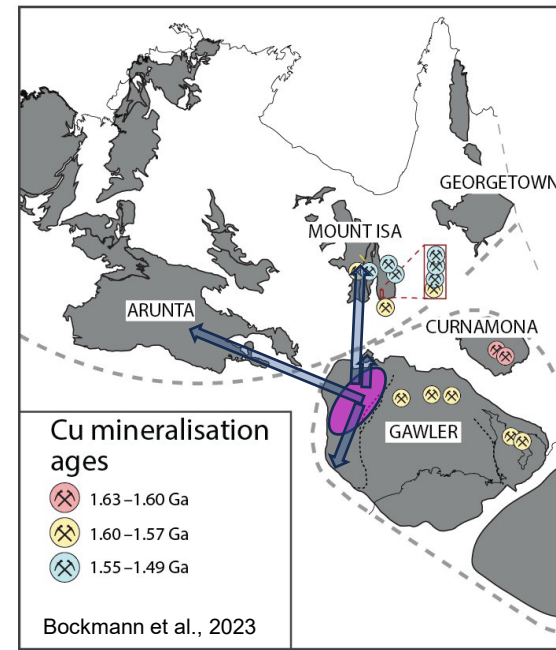 GEORGETOWN
MOUNT ISA
ARUNTA
CURNAMONA
GAWLER
Cu mineralisation
ages
1.63–1.60 Ga
1.60–1.57 Ga
1.55–1.49 Ga
Bockmann et al., 2023